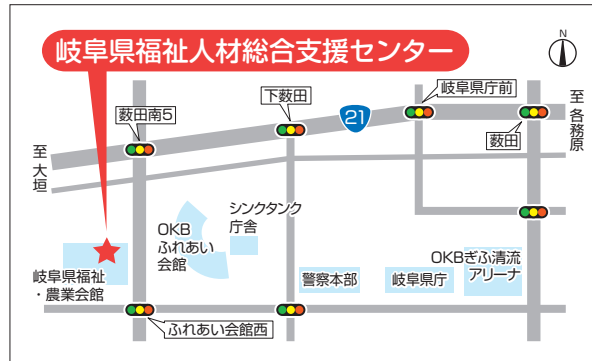 岐阜県福祉人材総合支援センター
N
岐阜県庁前
下数田
薮田南5
21
薮田
至各務原
至大垣
シンクタンク
庁舎
OKB
ふれあい
会館
OKBぎふ清流
アリーナ
岐阜県福祉
・農業会館
警察本部
岐阜県庁
ふれあい会館西